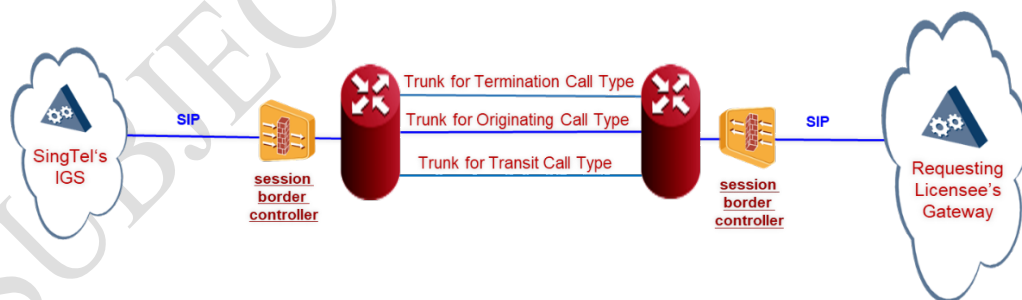 Trunk for Termination Call Type
Trunk for Originating Call Type
Trunk for Transit Call Type
SIP
SIP
SingTel's
IGS
session
border
controller
session
border
controller
Requesting
Licensee's
Gateway
SUBJEC